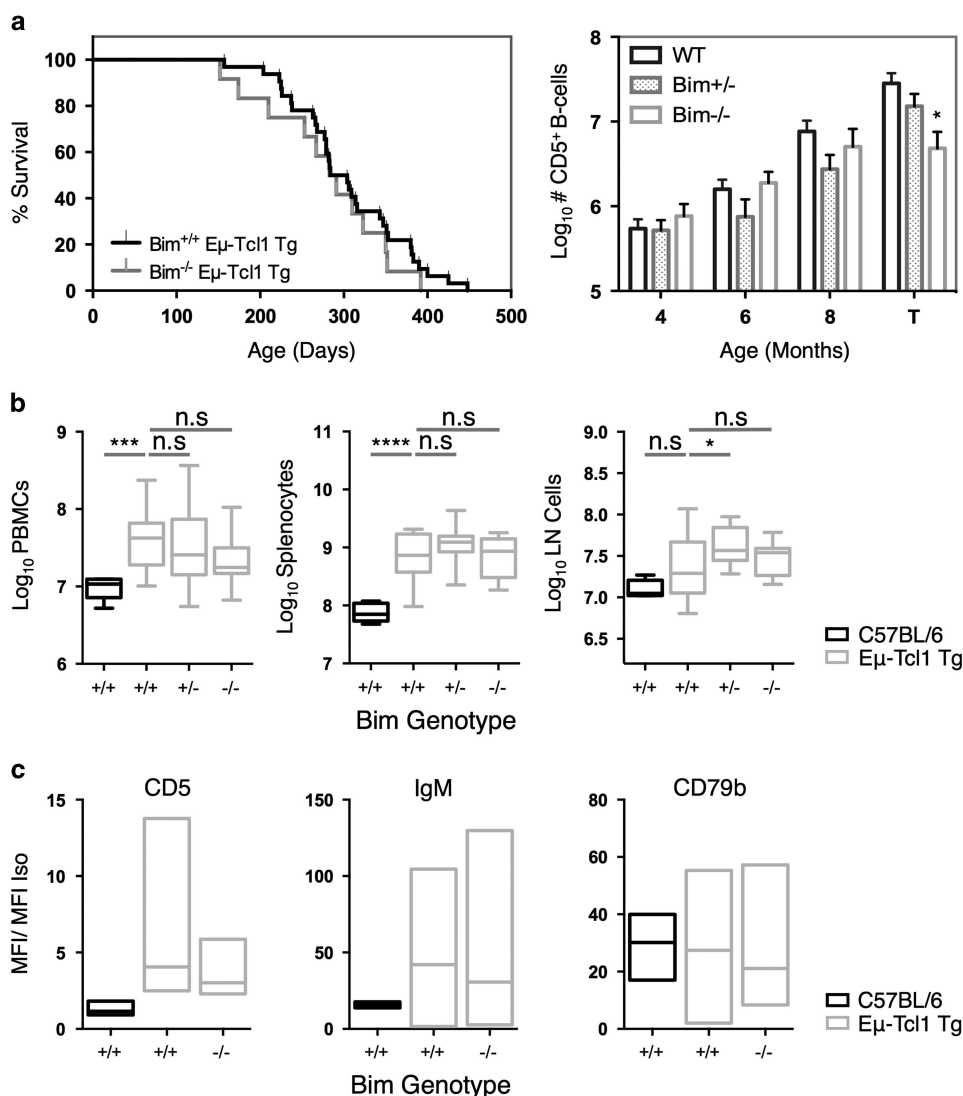 a
% Survival
100
80
60
40
20
0
Bim+/+ Eµ-Tcl1 Tg
Bim-/- Eµ-Tcl1 Tg
0 100 200 300 400 500
Age (Days)
Log10 # CD5+ B-cells
8
7
6
5
WT
Bim+/-
Bim-/-
*
4 6 8 T
Age (Months)
b
Log10 PBMCs
9
8
7
6
n.s
*** n.s
+/+ +/+ +/- -/-
Log10 Splenocytes
11
10
9
8
7
n.s
**** n.s
+/+ +/+ +/- -/-
Bim Genotype
Log10 LN Cells
9.0
8.5
8.0
7.5
7.0
6.5
n.s
n.s *
+/+ +/+ +/- -/-
C57BL/6
Eµ-Tcl1 Tg
c
CD5
MFI/ MFI Iso
15
10
5
0
+/+ +/+ -/-
IgM
150
100
50
0
+/+ +/+ -/-
Bim Genotype
CD79b
80
60
40
20
0
+/+ +/+ -/-
C57BL/6
Eµ-Tcl1 Tg